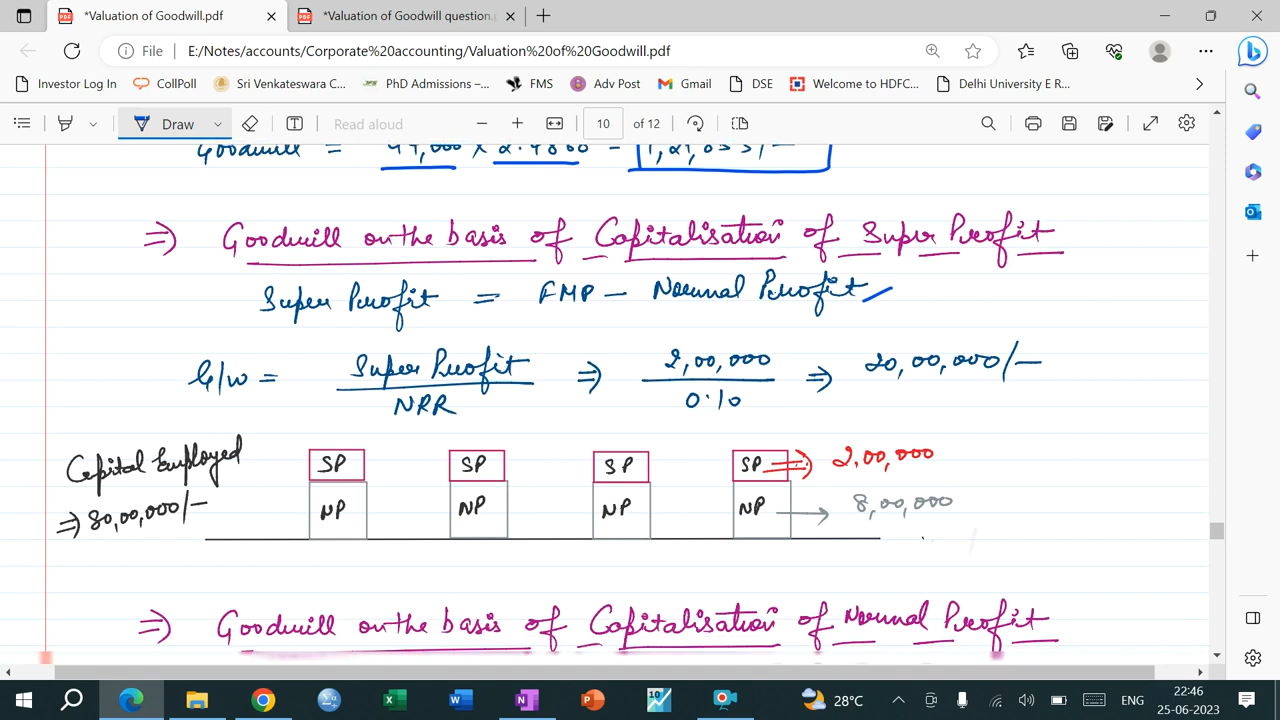 *Valuation of Goodwill.pdf
*Valuation of Goodwill question.
File E:/Notes/accounts/Corporate%20accounting/Valuation%20of%20Goodwill.pdf
Investor Log In CollPoll Sri Venkateswara C... PhD Admissions –... FMS Adv Post Gmail DSE Welcome to HDFC... Delhi University E R...
Draw Read aloud 10 of 12
Goodwill =
⇒ Goodwill on the basis of Capitalisation of Super Profit
Super Profit = FMP – Normal Profit
G/W = Super Profit / NRR ⇒ 2,00,000 / 0.10 ⇒ 20,00,000/–
Capital Employed
⇒ 80,00,000/–
SP SP SP SP ⇒ 2,00,000
NP NP NP NP → 8,00,000
⇒ Goodwill on the basis of Capitalisation of Normal Profit
28°C ENG 22:46
25-06-2023